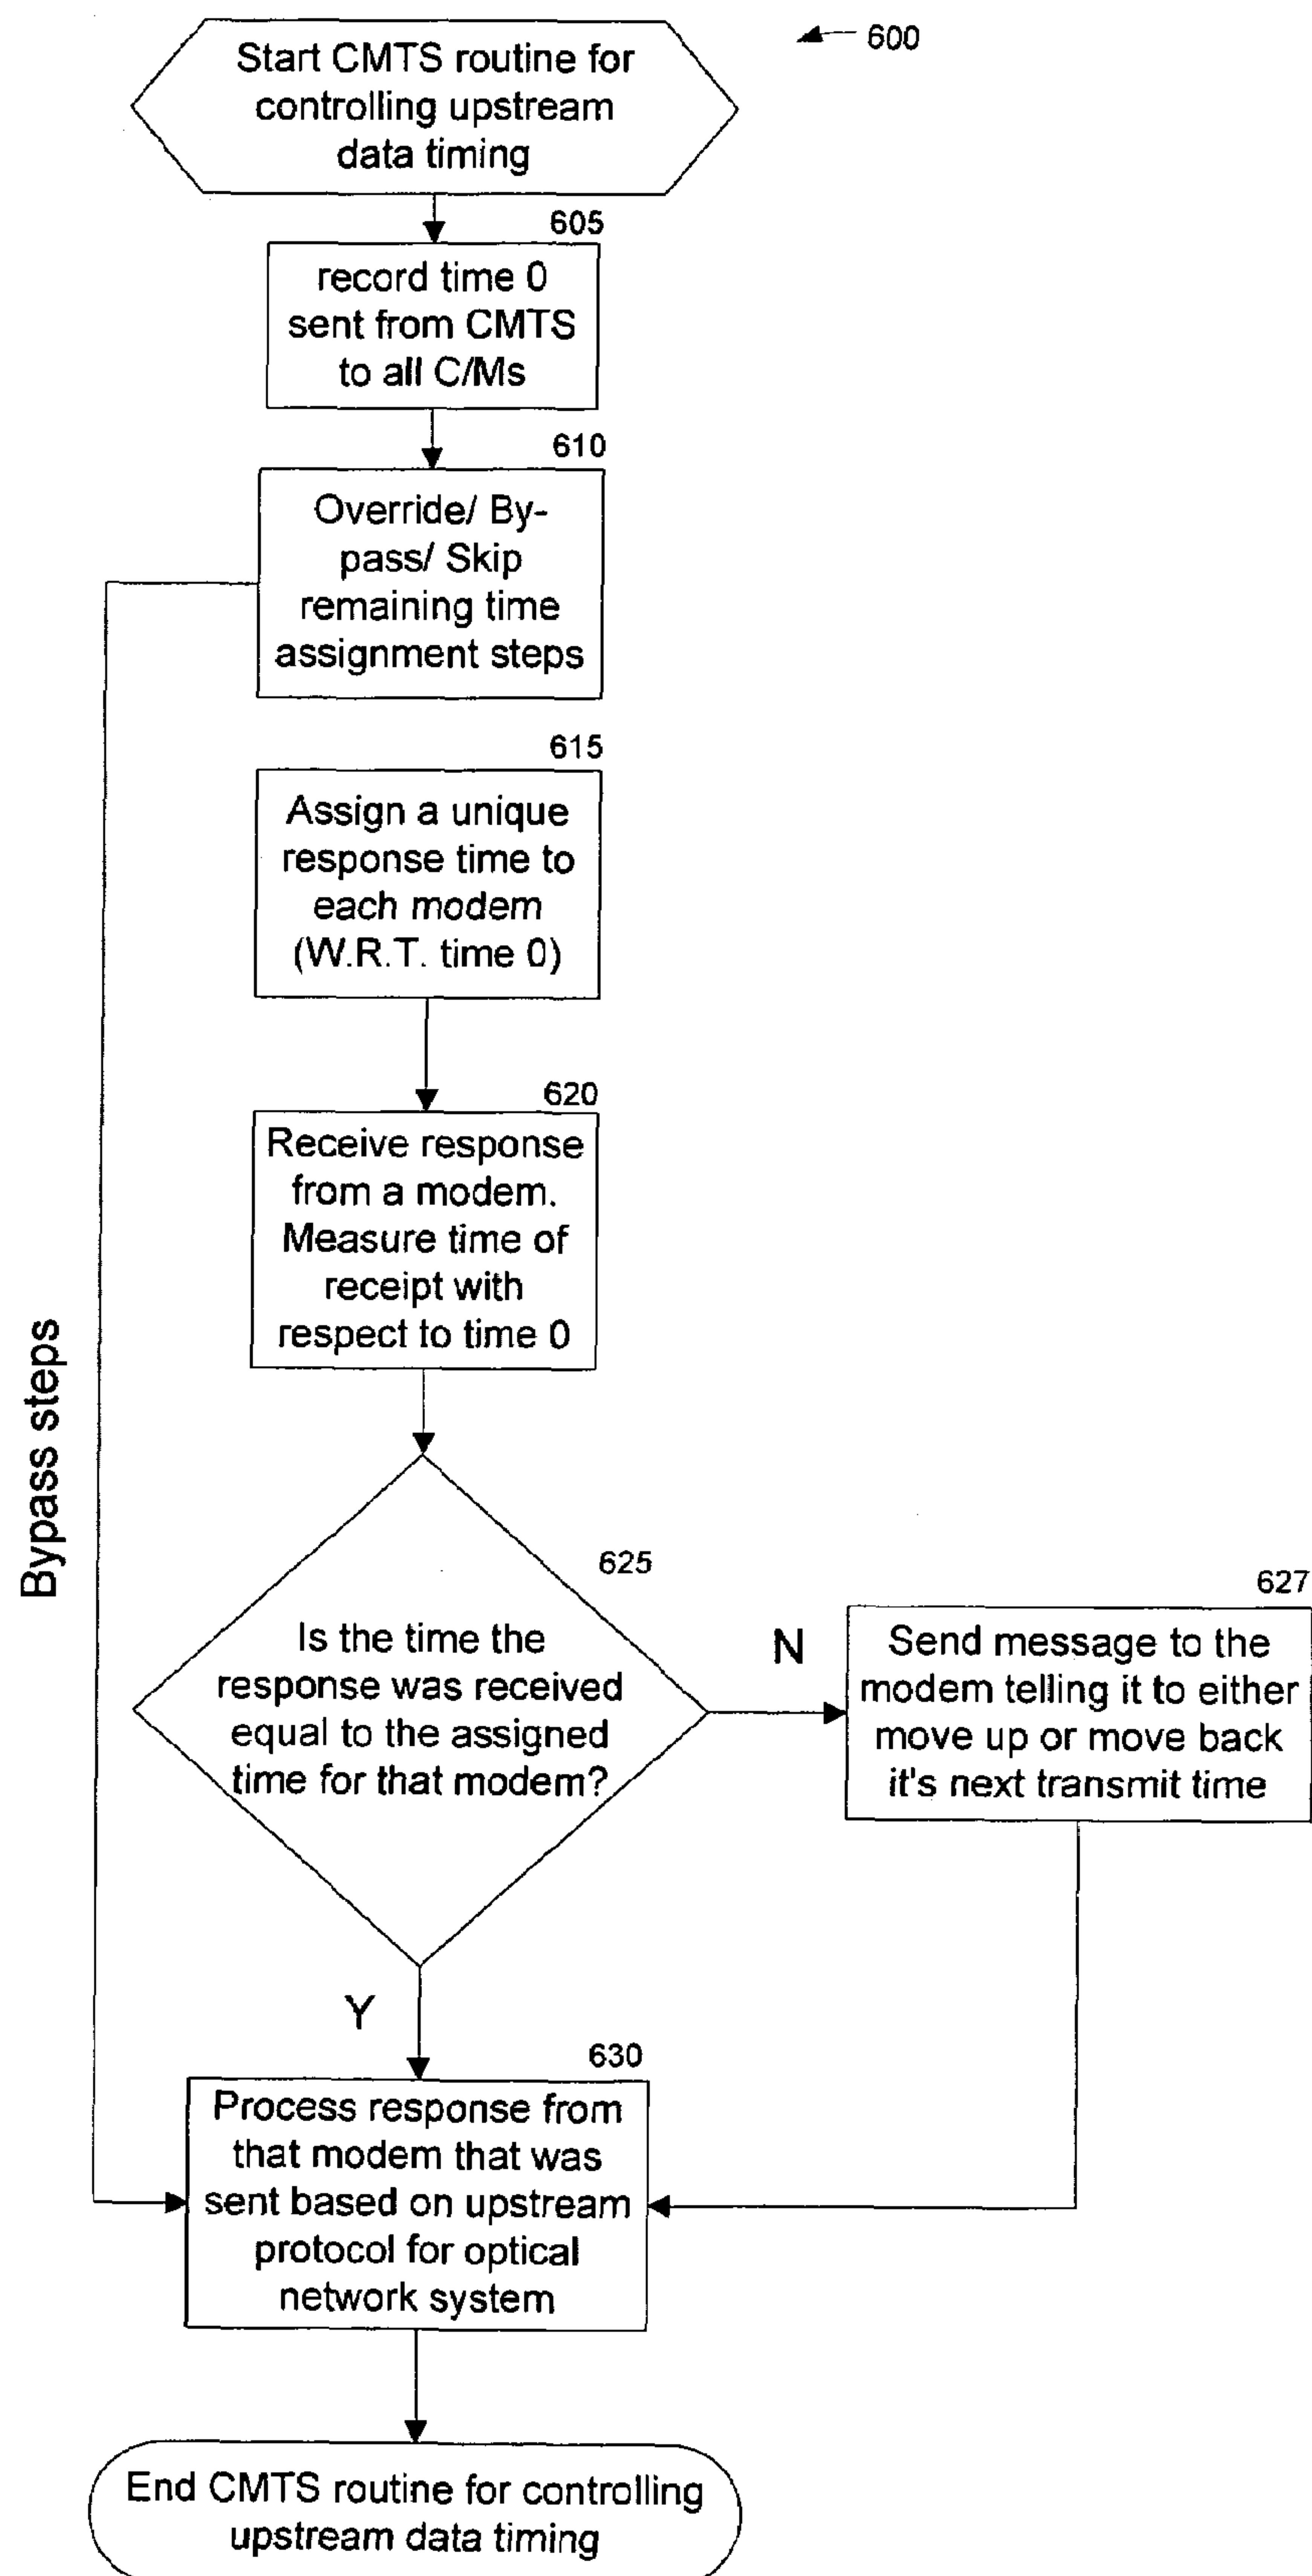 600
Start CMTS routine for
controlling upstream
data timing
605
record time 0
sent from CMTS
to all C/Ms
610
Override/ By-
pass/ Skip
remaining time
assignment steps
615
Assign a unique
response time to
each modem
(W.R.T. time 0)
620
Receive response
from a modem.
Measure time of
receipt with
respect to time 0
Bypass steps
625
Is the time the
response was received
equal to the assigned
time for that modem?
N
627
Send message to the
modem telling it to either
move up or move back
it's next transmit time
Y
630
Process response from
that modem that was
sent based on upstream
protocol for optical
network system
End CMTS routine for controlling
upstream data timing